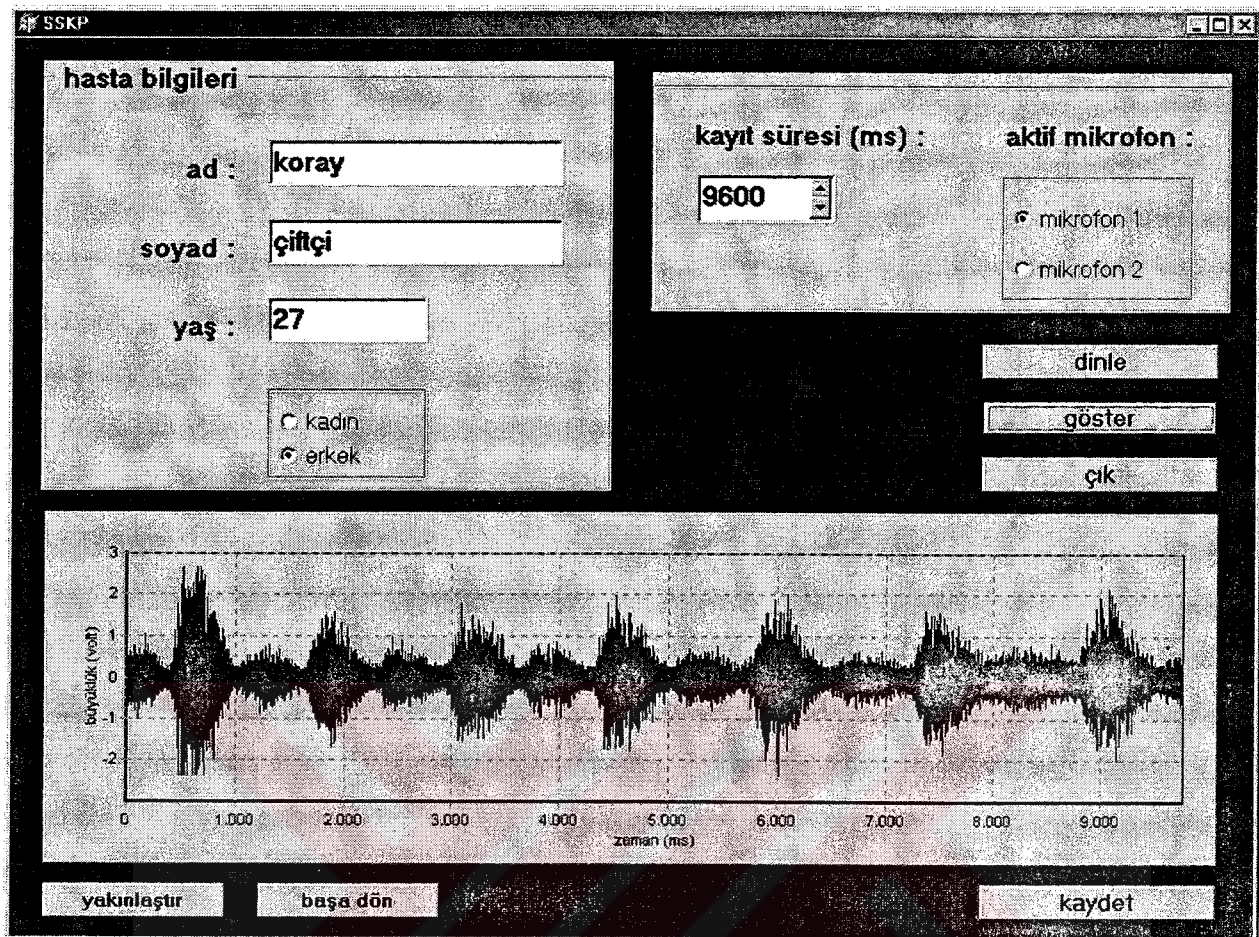 SSKP
hasta bilgileri
ad :
koray
soyad :
çiftçi
yaş :
27
kadın
erkek
kayıt süresi (ms) :
9600
aktif mikrofon :
mikrofon 1
mikrofon 2
dinle
göster
çık
büyüklük (volt)
3
2
1
0
-1
-2
0 1.000 2.000 3.000 4.000 5.000 6.000 7.000 8.000 9.000
zaman (ms)
yakınlaştır
başa dön
kaydet